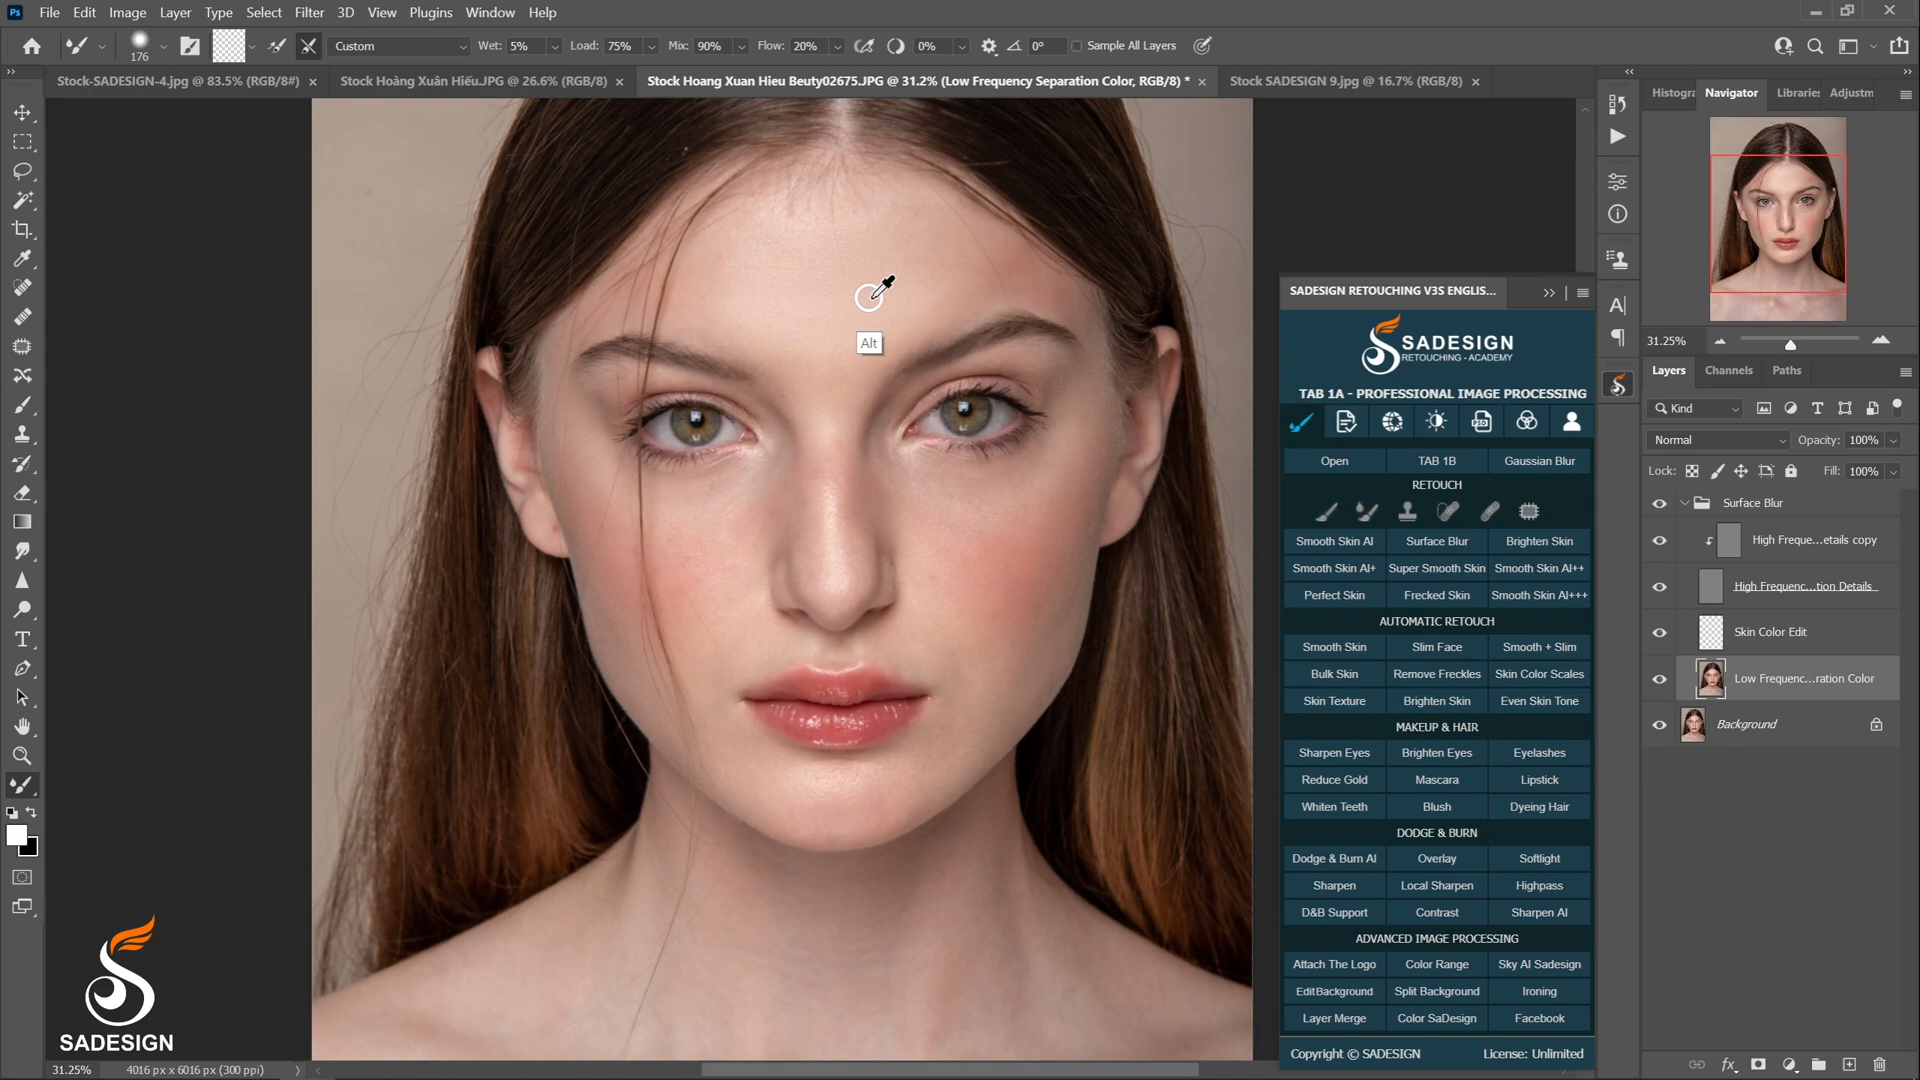 Ps File Edit Image Layer Type Select Filter 3D View Plugins Window Help
176 Custom Wet: 5% Load: 75% Mix: 90% Flow: 20% 0% 0° Sample All Layers
Stock-SADESIGN-4.jpg @ 83.5% (RGB/8#) Stock Hoàng Xuân Hiếu.JPG @ 26.6% (RGB/8) Stock Hoang Xuan Hieu Beuty02675.JPG @ 31.2% (Low Frequency Separation Color, RGB/8) * Stock SADESIGN 9.jpg @ 16.7% (RGB/8)
Histogra Navigator Libraries Adjustm
31.25%
Alt
SADESIGN RETOUCHING V3S ENGLIS...
SADESIGN
RETOUCHING - ACADEMY
TAB 1A - PROFESSIONAL IMAGE PROCESSING
PSD
Open TAB 1B Gaussian Blur
RETOUCH
Smooth Skin AI Surface Blur Brighten Skin
Smooth Skin AI+ Super Smooth Skin Smooth Skin AI++
Perfect Skin Frecked Skin Smooth Skin AI+++
AUTOMATIC RETOUCH
Smooth Skin Slim Face Smooth + Slim
Bulk Skin Remove Freckles Skin Color Scales
Skin Texture Brighten Skin Even Skin Tone
MAKEUP & HAIR
Sharpen Eyes Brighten Eyes Eyelashes
Reduce Gold Mascara Lipstick
Whiten Teeth Blush Dyeing Hair
DODGE & BURN
Dodge & Burn AI Overlay Softlight
Sharpen Local Sharpen Highpass
D&B Support Contrast Sharpen AI
ADVANCED IMAGE PROCESSING
Attach The Logo Color Range Sky AI Sadesign
Edit Background Split Background Ironing
Layer Merge Color SaDesign Facebook
Copyright © SADESIGN License: Unlimited
Layers Channels Paths
Kind
Normal Opacity: 100%
Lock: Fill: 100%
Surface Blur
High Freque...etails copy
High Frequenc...tion Details
Skin Color Edit
Low Frequenc...ration Color
Background
fx
SADESIGN
31.25% 4016 px x 6016 px (300 ppi)